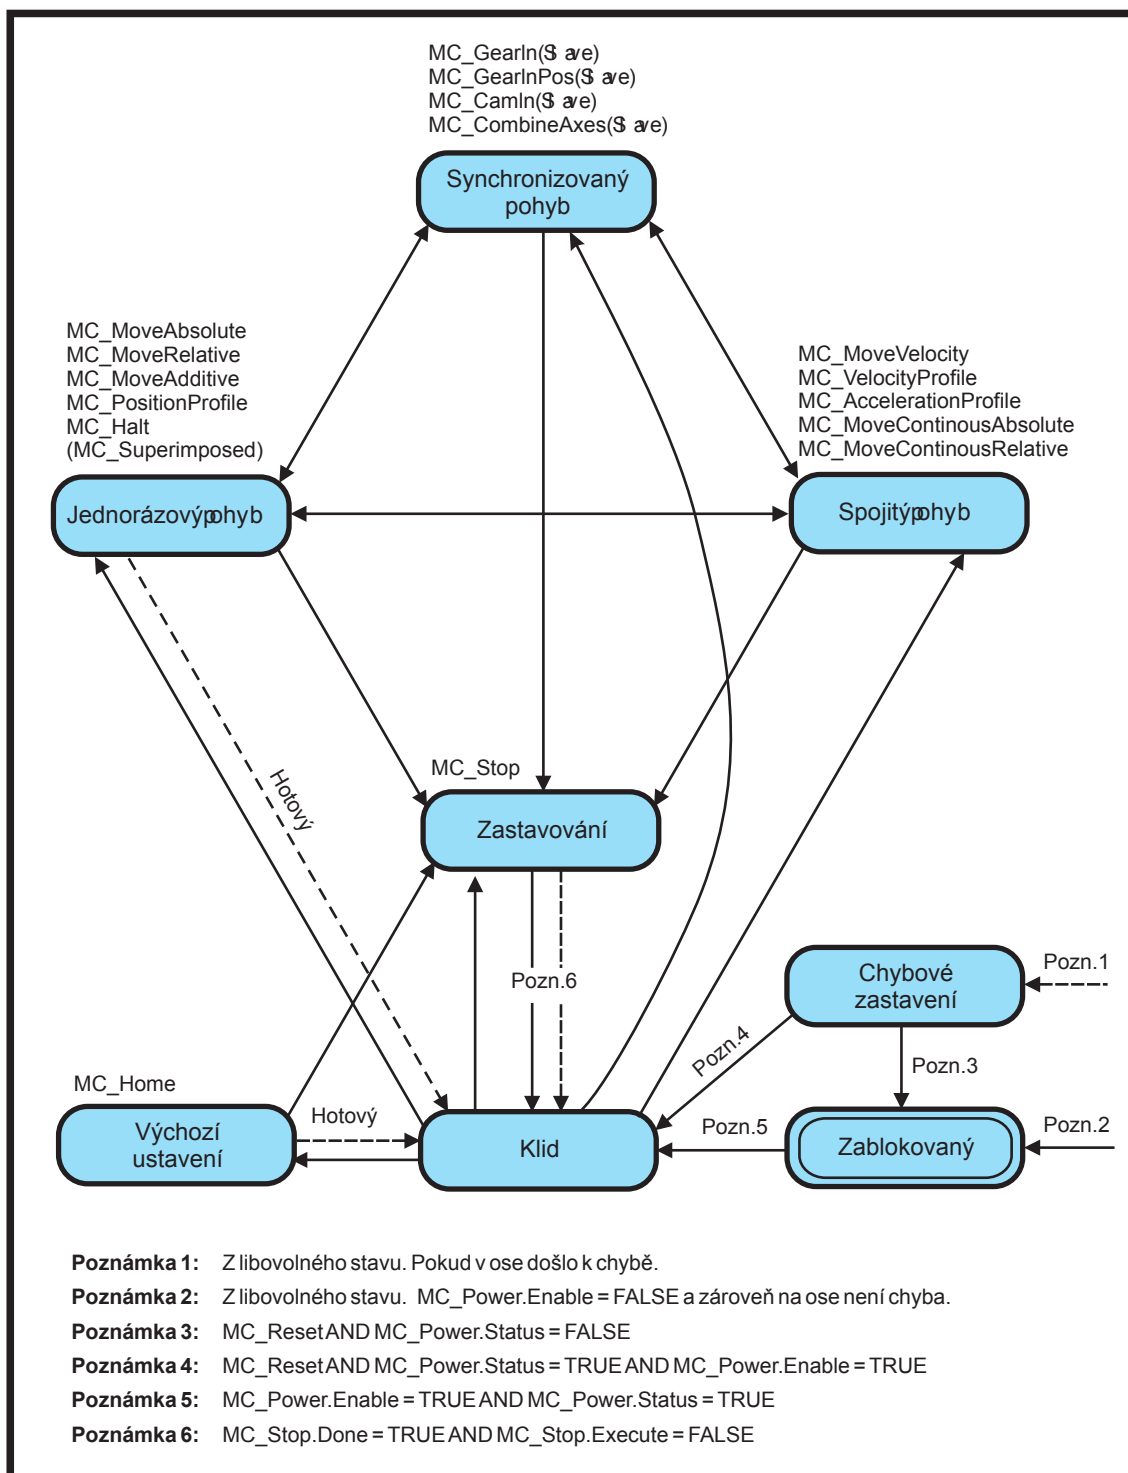 MC_GearIn(Slave)
MC_GearInPos(Slave)
MC_CamIn(Slave)
MC_CombineAxes(Slave)
Synchronizovaný
pohyb
MC_MoveAbsolute
MC_MoveRelative
MC_MoveAdditive
MC_PositionProfile
MC_Halt
(MC_Superimposed)
MC_MoveVelocity
MC_VelocityProfile
MC_AccelerationProfile
MC_MoveContinousAbsolute
MC_MoveContinousRelative
Jednorázový pohyb
Spojitý pohyb
Hotový
MC_Stop
Zastavování
Pozn.6
Chybové
zastavení
Pozn.1
Pozn.4
Pozn.3
MC_Home
Výchozí
ustavení
Hotový
Klid
Pozn.5
Zablokovaný
Pozn.2
Poznámka 1: Z libovolného stavu. Pokud v ose došlo k chybě.
Poznámka 2: Z libovolného stavu. MC_Power.Enable = FALSE a zároveň na ose není chyba.
Poznámka 3: MC_Reset AND MC_Power.Status = FALSE
Poznámka 4: MC_Reset AND MC_Power.Status = TRUE AND MC_Power.Enable = TRUE
Poznámka 5: MC_Power.Enable = TRUE AND MC_Power.Status = TRUE
Poznámka 6: MC_Stop.Done = TRUE AND MC_Stop.Execute = FALSE